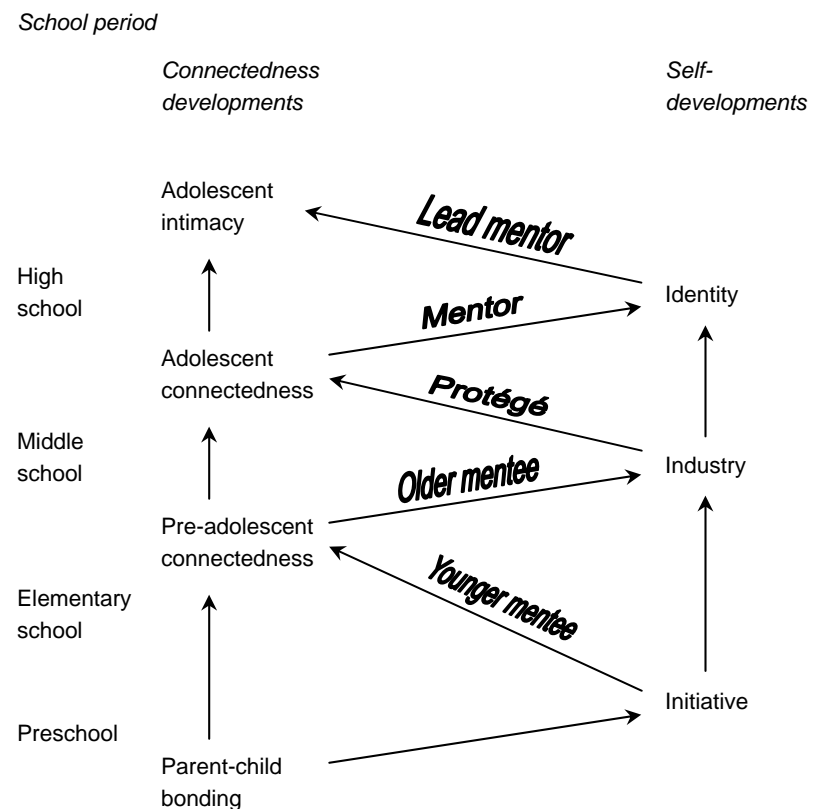 School period
Connectedness
developments
Self-
developments
Adolescent
intimacy
Lead mentor
High
school
Identity
Mentor
Adolescent
connectedness
Protégé
Middle
school
Industry
Older mentee
Pre-adolescent
connectedness
Younger mentee
Elementary
school
Initiative
Preschool
Parent-child
bonding